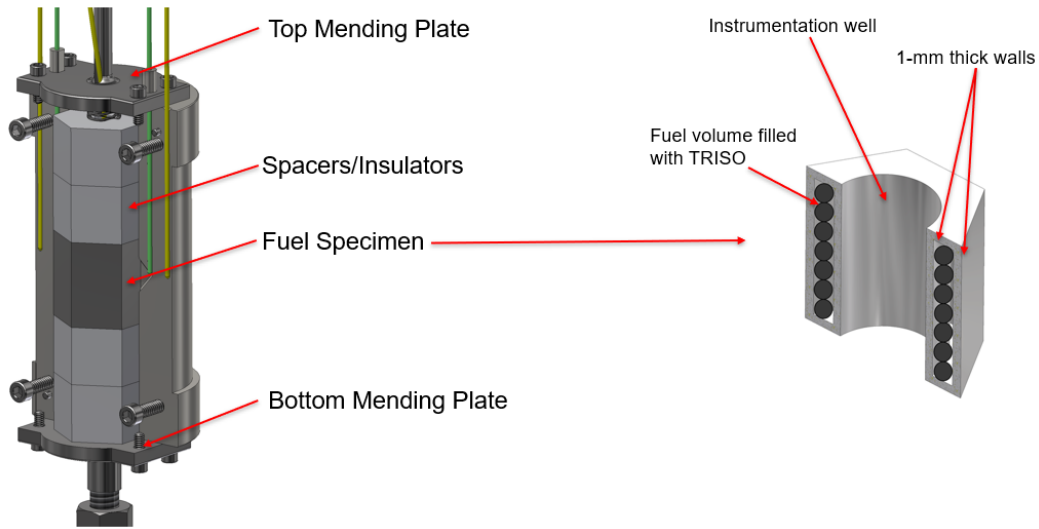 Top Mending Plate
Spacers/Insulators
Fuel Specimen
Bottom Mending Plate
Instrumentation well
1-mm thick walls
Fuel volume filled
with TRISO